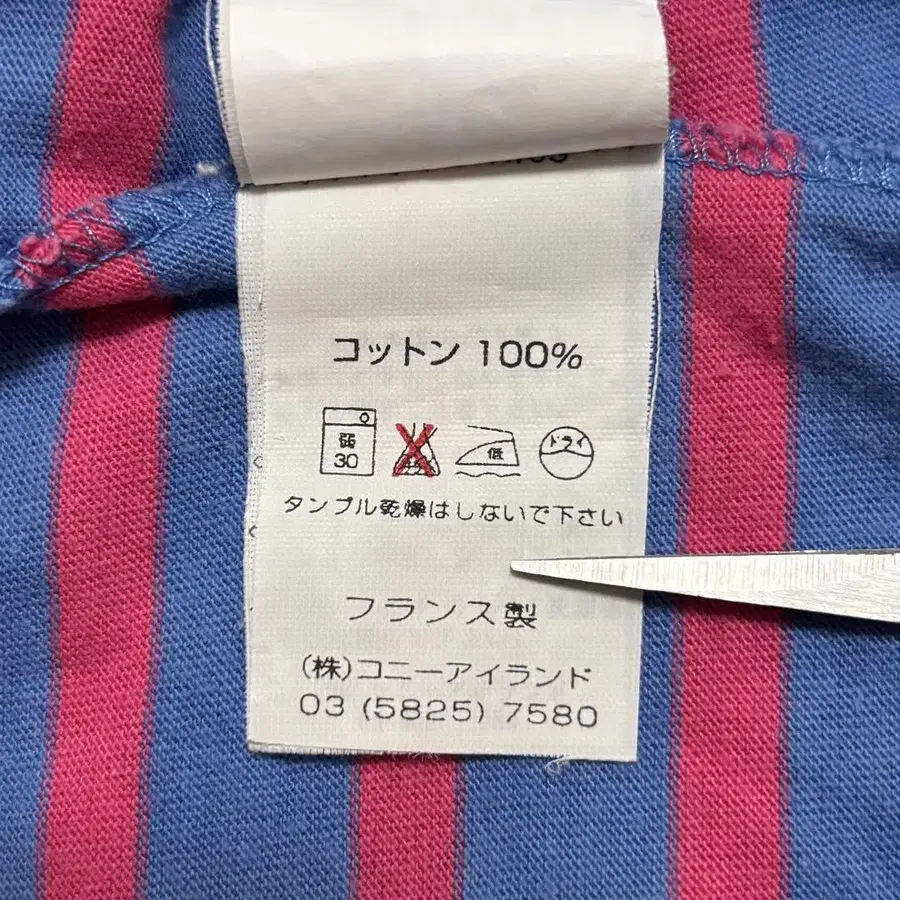 コットン 100%
弱 30 低 ドライ
タンブル乾燥はしないで下さい
フランス製
(株)コニーアイランド
03 (5825) 7580